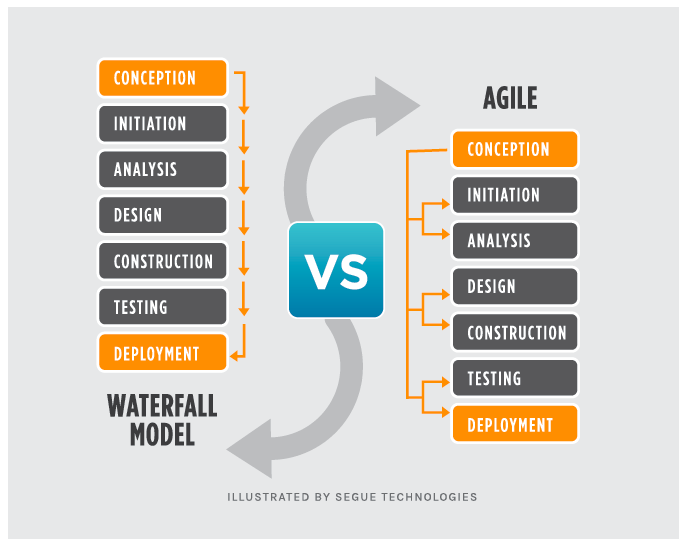 CONCEPTION
INITIATION
ANALYSIS
DESIGN
CONSTRUCTION
TESTING
DEPLOYMENT
WATERFALL
MODEL
VS
AGILE
CONCEPTION
INITIATION
ANALYSIS
DESIGN
CONSTRUCTION
TESTING
DEPLOYMENT
ILLUSTRATED BY SEGUE TECHNOLOGIES